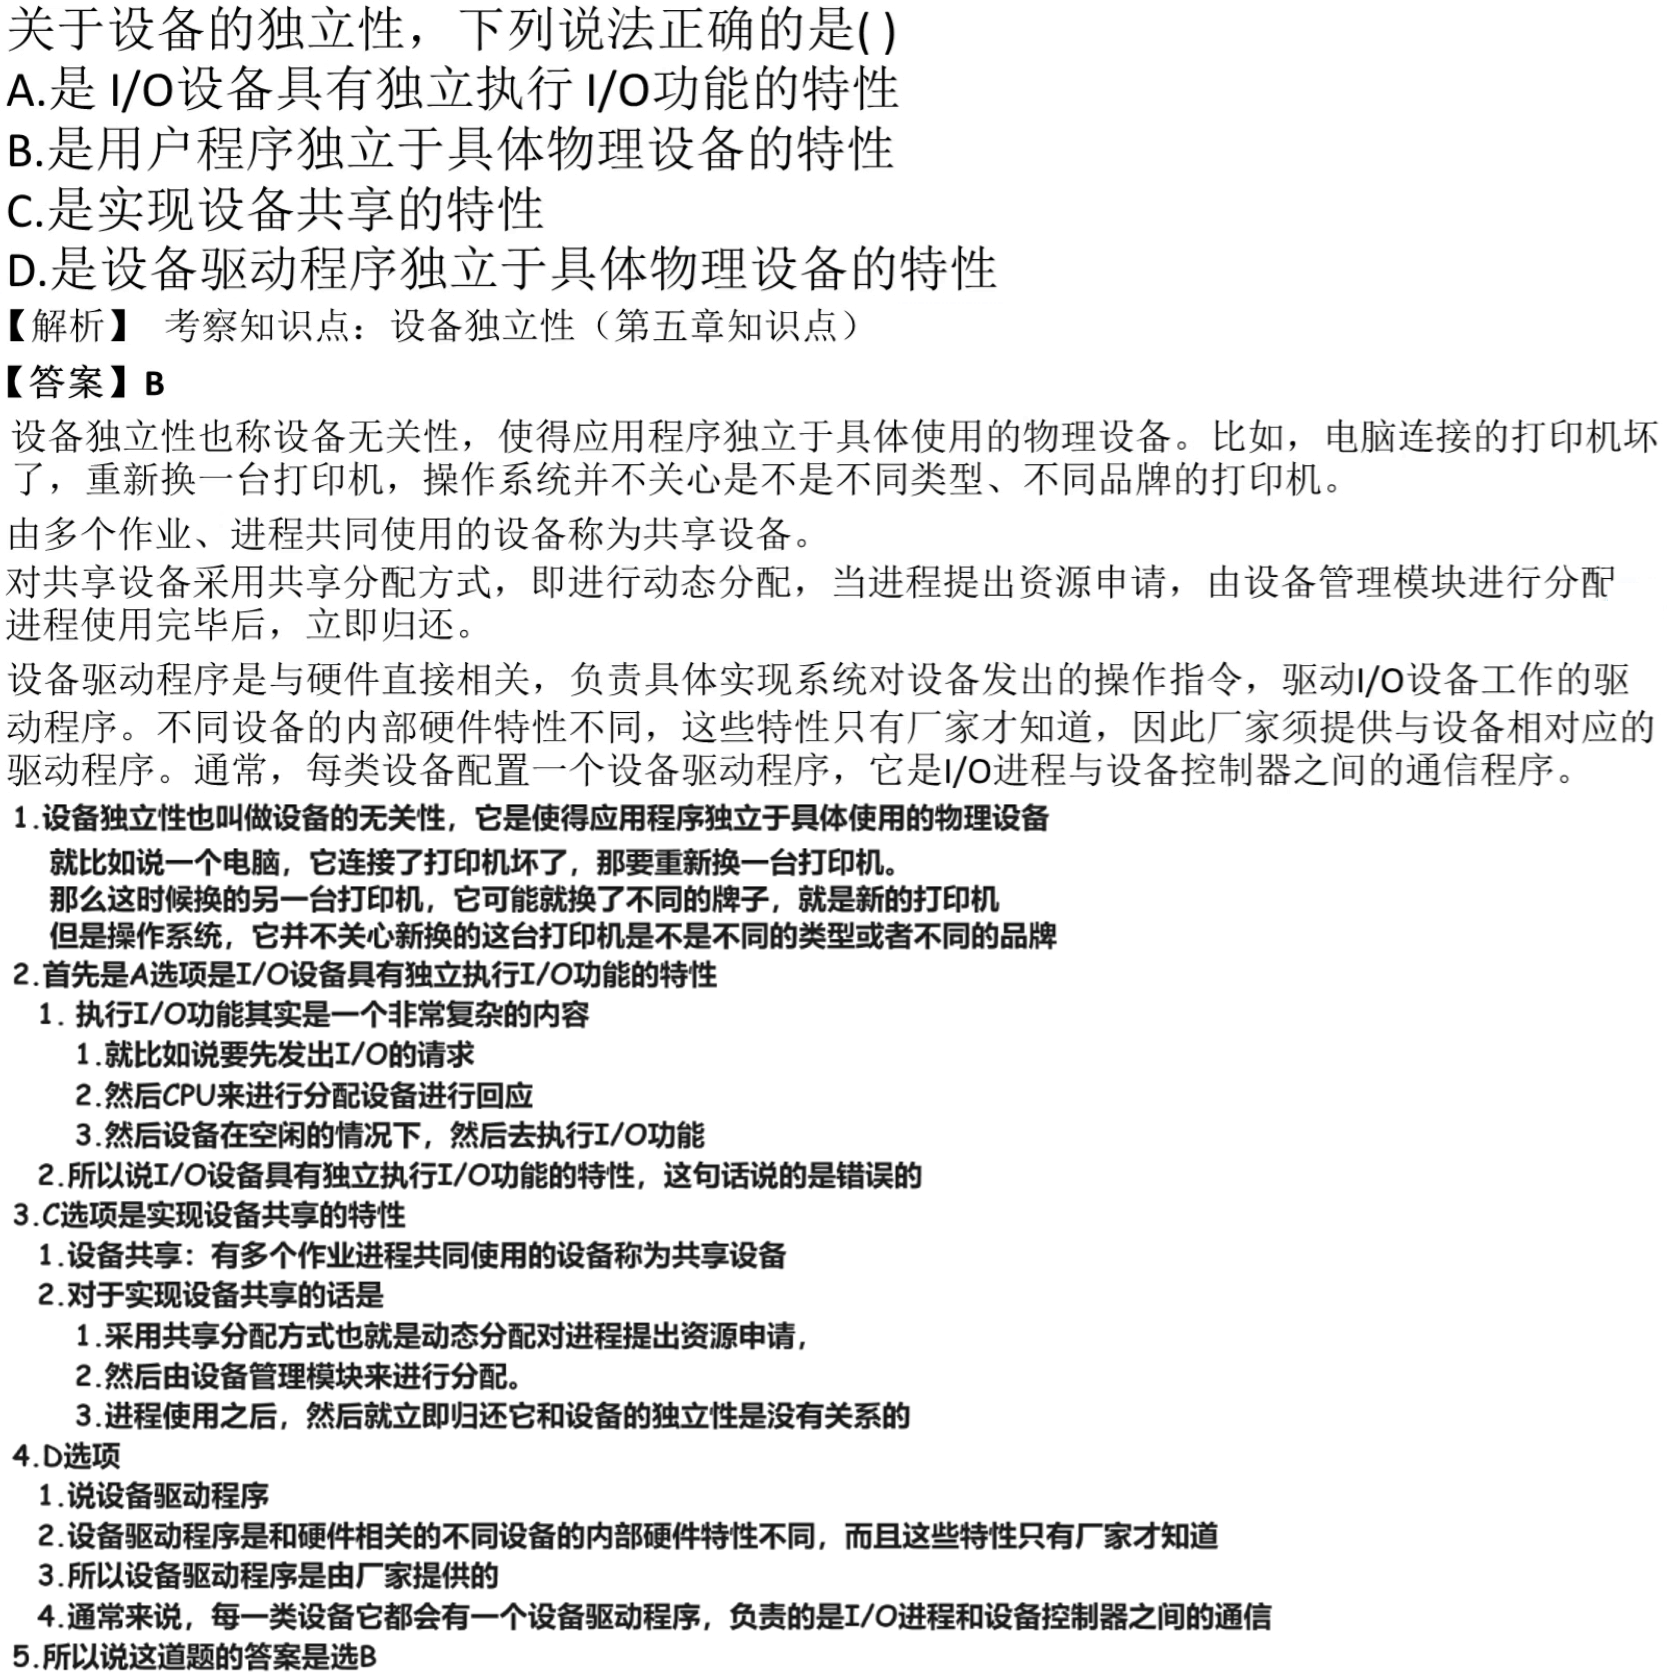 关于设备的独立性，下列说法正确的是( )
A.是 I/O设备具有独立执行 I/O功能的特性
B.是用户程序独立于具体物理设备的特性
C.是实现设备共享的特性
D.是设备驱动程序独立于具体物理设备的特性
【解析】 考察知识点：设备独立性（第五章知识点）
【答案】B
设备独立性也称设备无关性，使得应用程序独立于具体使用的物理设备。比如，电脑连接的打印机坏
了，重新换一台打印机，操作系统并不关心是不是不同类型、不同品牌的打印机。
由多个作业、进程共同使用的设备称为共享设备。
对共享设备采用共享分配方式，即进行动态分配，当进程提出资源申请，由设备管理模块进行分配
进程使用完毕后，立即归还。
设备驱动程序是与硬件直接相关，负责具体实现系统对设备发出的操作指令，驱动I/O设备工作的驱
动程序。不同设备的内部硬件特性不同，这些特性只有厂家才知道，因此厂家须提供与设备相对应的
驱动程序。通常，每类设备配置一个设备驱动程序，它是I/O进程与设备控制器之间的通信程序。
1.设备独立性也叫做设备的无关性，它是使得应用程序独立于具体使用的物理设备
就比如说一个电脑，它连接了打印机坏了，那要重新换一台打印机。
那么这时候换的另一台打印机，它可能就换了不同的牌子，就是新的打印机
但是操作系统，它并不关心新换的这台打印机是不是不同的类型或者不同的品牌
2.首先是A选项是I/O设备具有独立执行I/O功能的特性
1. 执行I/O功能其实是一个非常复杂的内容
1.就比如说要先发出I/O的请求
2.然后CPU来进行分配设备进行回应
3.然后设备在空闲的情况下，然后去执行I/O功能
2.所以说I/O设备具有独立执行I/O功能的特性，这句话说的是错误的
3.C选项是实现设备共享的特性
1.设备共享：有多个作业进程共同使用的设备称为共享设备
2.对于实现设备共享的话是
1.采用共享分配方式也就是动态分配对进程提出资源申请，
2.然后由设备管理模块来进行分配。
3.进程使用之后，然后就立即归还它和设备的独立性是没有关系的
4.D选项
1.说设备驱动程序
2.设备驱动程序是和硬件相关的不同设备的内部硬件特性不同，而且这些特性只有厂家才知道
3.所以设备驱动程序是由厂家提供的
4.通常来说，每一类设备它都会有一个设备驱动程序，负责的是I/O进程和设备控制器之间的通信
5.所以说这道题的答案是选B